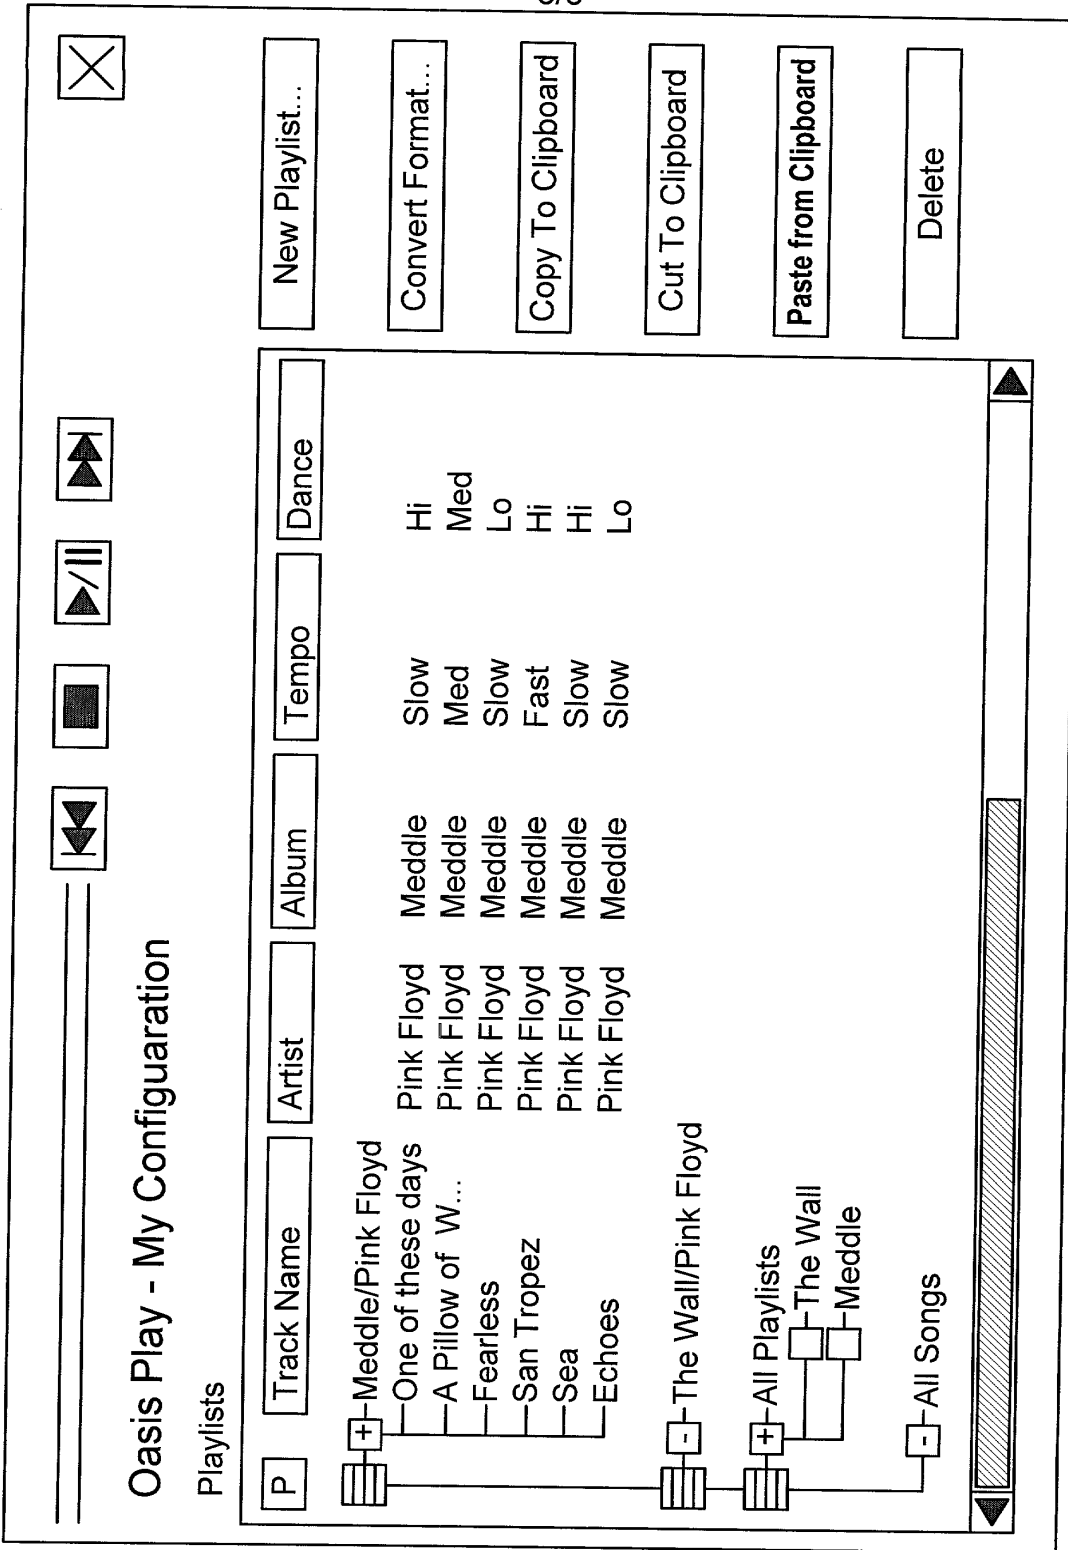 Oasis Play - My Configuaration
Playlists
P Track Name Artist Album Tempo Dance
+ Meddle/Pink Floyd
One of these days Pink Floyd Meddle Slow Hi
A Pillow of W... Pink Floyd Meddle Med Med
Fearless Pink Floyd Meddle Slow Lo
San Tropez Pink Floyd Meddle Fast Hi
Sea Pink Floyd Meddle Slow Hi
Echoes Pink Floyd Meddle Slow Lo
- The Wall/Pink Floyd
+ All Playlists
The Wall
Meddle
- All Songs
New Playlist...
Convert Format...
Copy To Clipboard
Cut To Clipboard
Paste from Clipboard
Delete